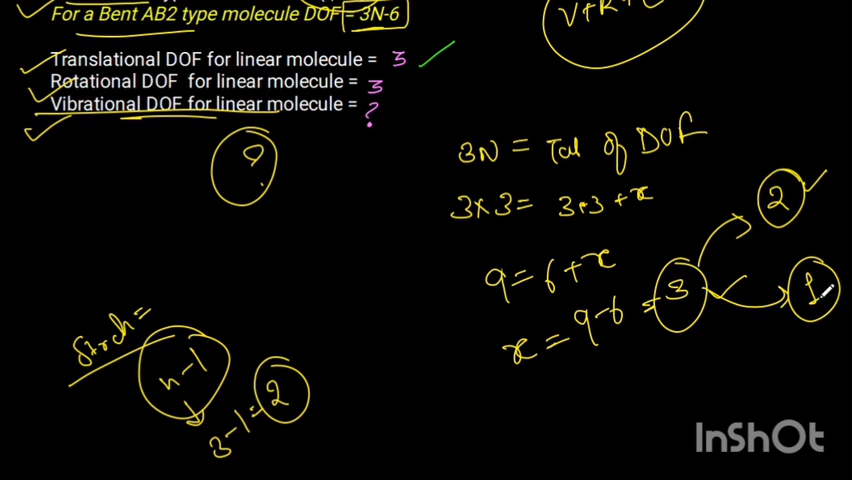 V+R+
For a Bent AB2 type molecule DOF = 3N-6
Translational DOF for linear molecule = 3
Rotational DOF for linear molecule = 3
Vibrational DOF for linear molecule = ?
?
3N = Total of DOF
3×3 = 3+3+x
2
9 = 6+x
x = 9-6 = 3
1
Strch =
n-1
3-1=2
InShOt